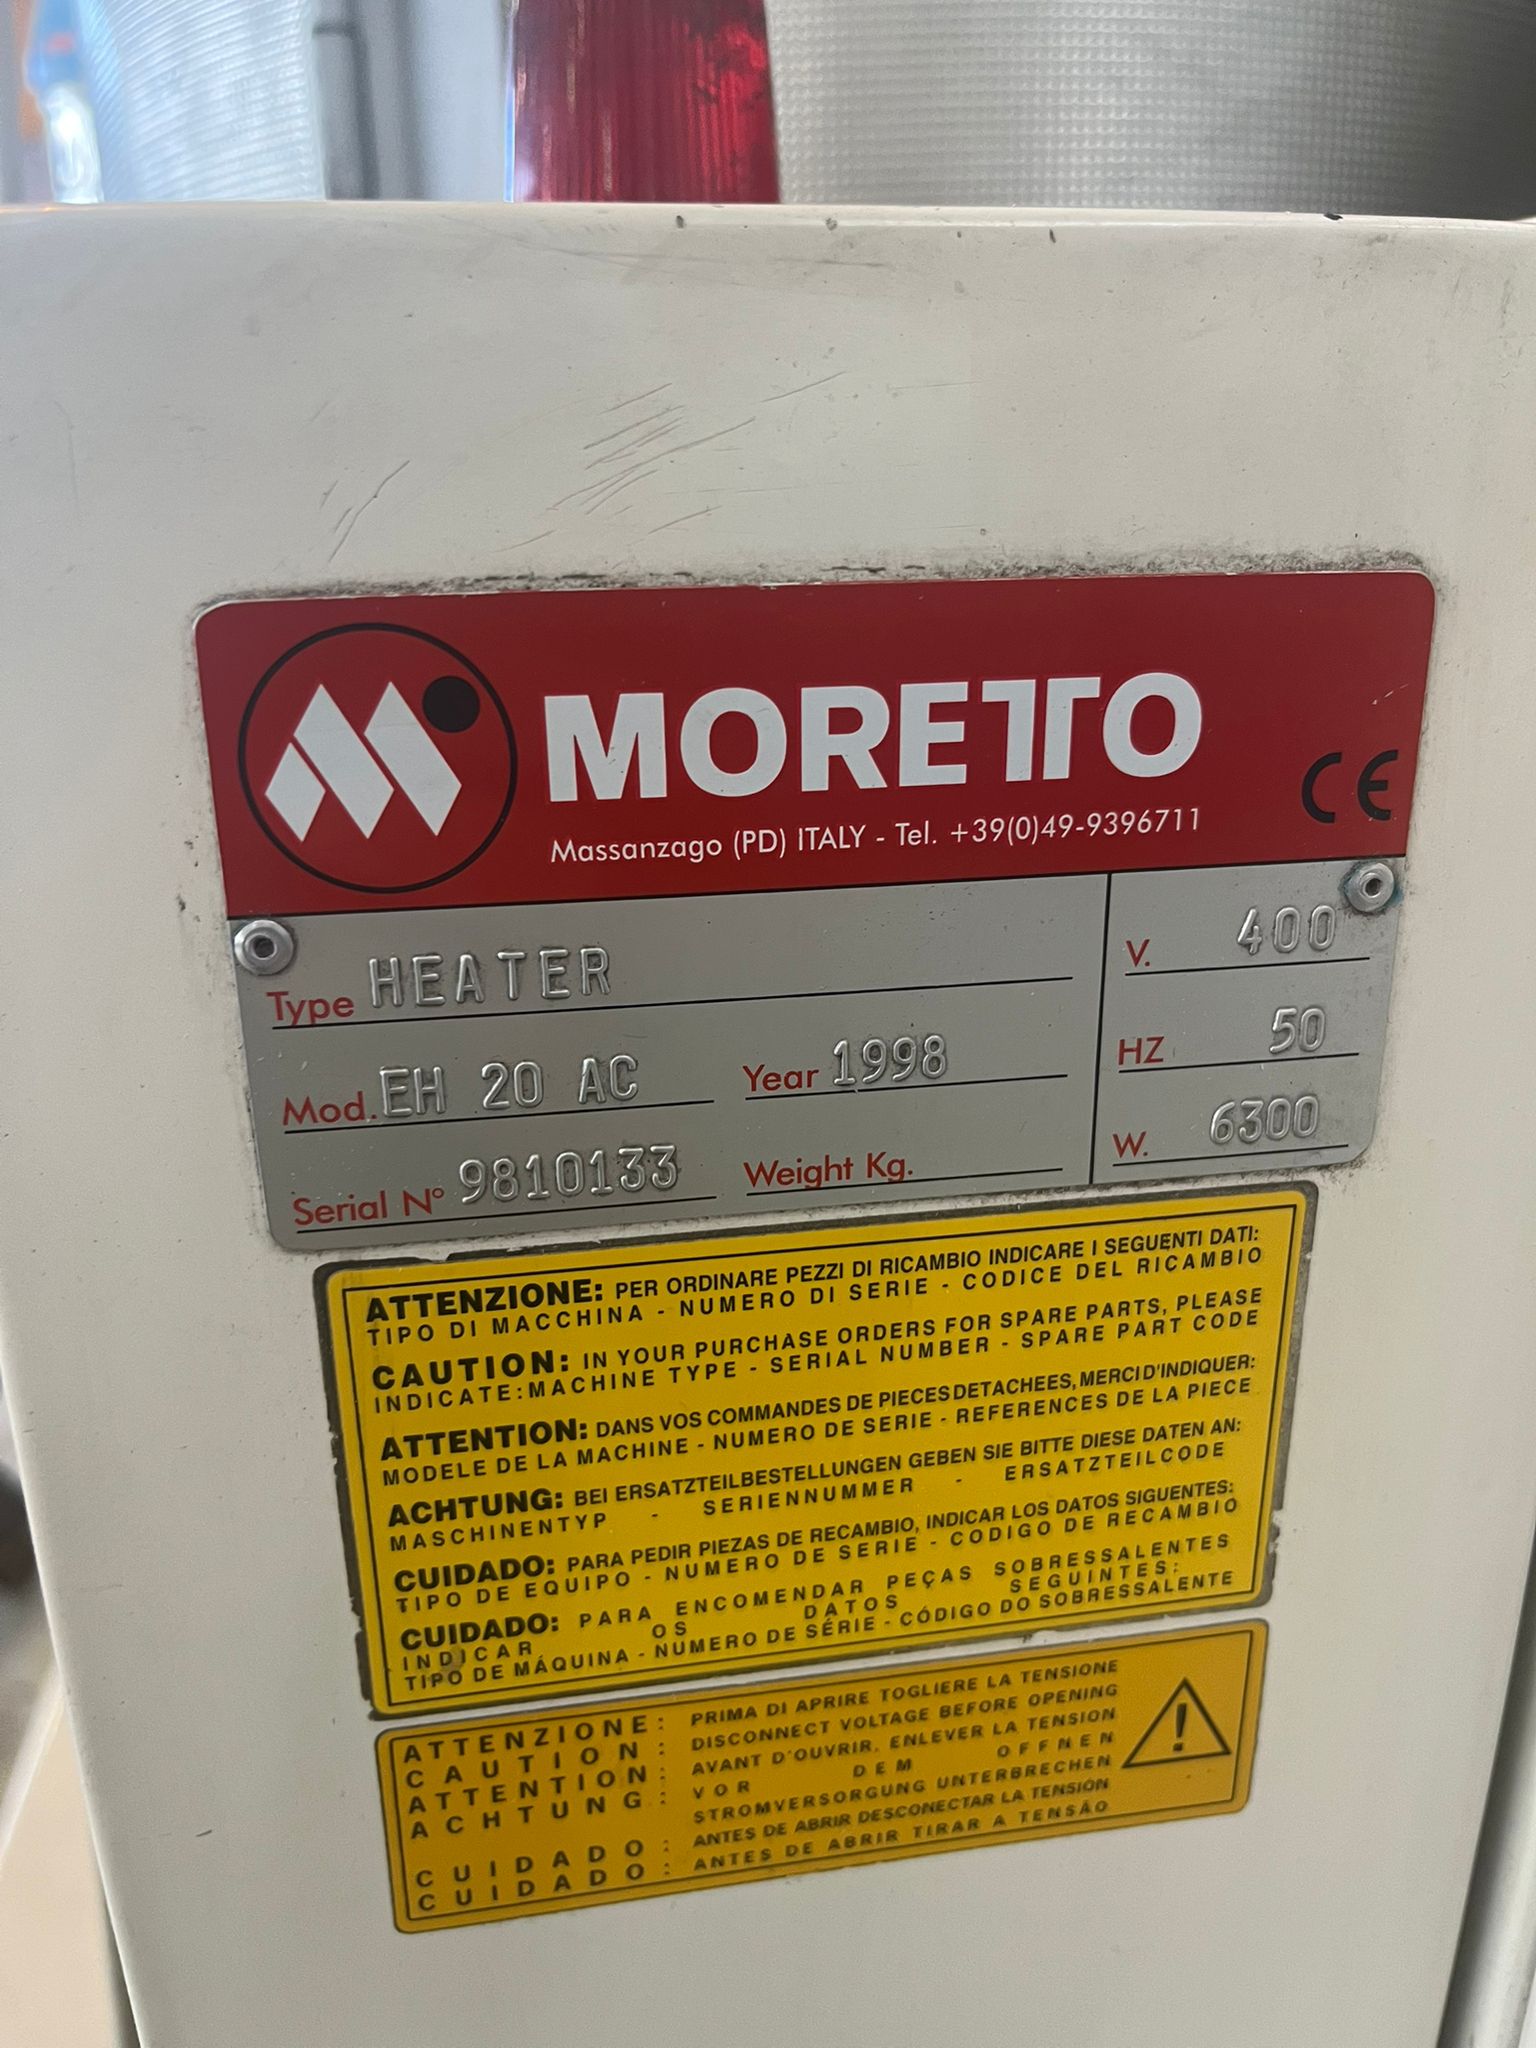 MORETTO
Massanzago (PD) ITALY - Tel. +39(0)49-9396711
CE
Type HEATER
Mod. EH 20 AC Year 1998
Serial N° 9810133 Weight Kg.
V. 400
HZ 50
W. 6300
ATTENZIONE: PER ORDINARE PEZZI DI RICAMBIO INDICARE I SEGUENTI DATI:
TIPO DI MACCHINA - NUMERO DI SERIE - CODICE DEL RICAMBIO
CAUTION: IN YOUR PURCHASE ORDERS FOR SPARE PARTS, PLEASE
INDICATE: MACHINE TYPE - SERIAL NUMBER - SPARE PART CODE
ATTENTION: DANS VOS COMMANDES DE PIECES DETACHEES, MERCI D'INDIQUER:
MODELE DE LA MACHINE - NUMERO DE SERIE - REFERENCES DE LA PIECE
ACHTUNG: BEI ERSATZTEILBESTELLUNGEN GEBEN SIE BITTE DIESE DATEN AN:
MASCHINENTYP - SERIENNUMMER - ERSATZTEILCODE
CUIDADO: PARA PEDIR PIEZAS DE RECAMBIO, INDICAR LOS DATOS SIGUENTES:
TIPO DE EQUIPO - NUMERO DE SERIE - CODIGO DE RECAMBIO
CUIDADO: PARA ENCOMENDAR PEÇAS SOBRESSALENTES
INDICAR OS DATOS SEGUINTES:
TIPO DE MÁQUINA - NUMERO DE SÉRIE - CÓDIGO DO SOBRESSALENTE
ATTENZIONE: PRIMA DI APRIRE TOGLIERE LA TENSIONE
CAUTION: DISCONNECT VOLTAGE BEFORE OPENING
ATTENTION: AVANT D'OUVRIR, ENLEVER LA TENSION
ACHTUNG: VOR DEM OFFNEN
STROMVERSORGUNG UNTERBRECHEN
CUIDADO: ANTES DE ABRIR DESCONECTAR LA TENSIÓN
CUIDADO: ANTES DE ABRIR TIRAR A TENSÃO